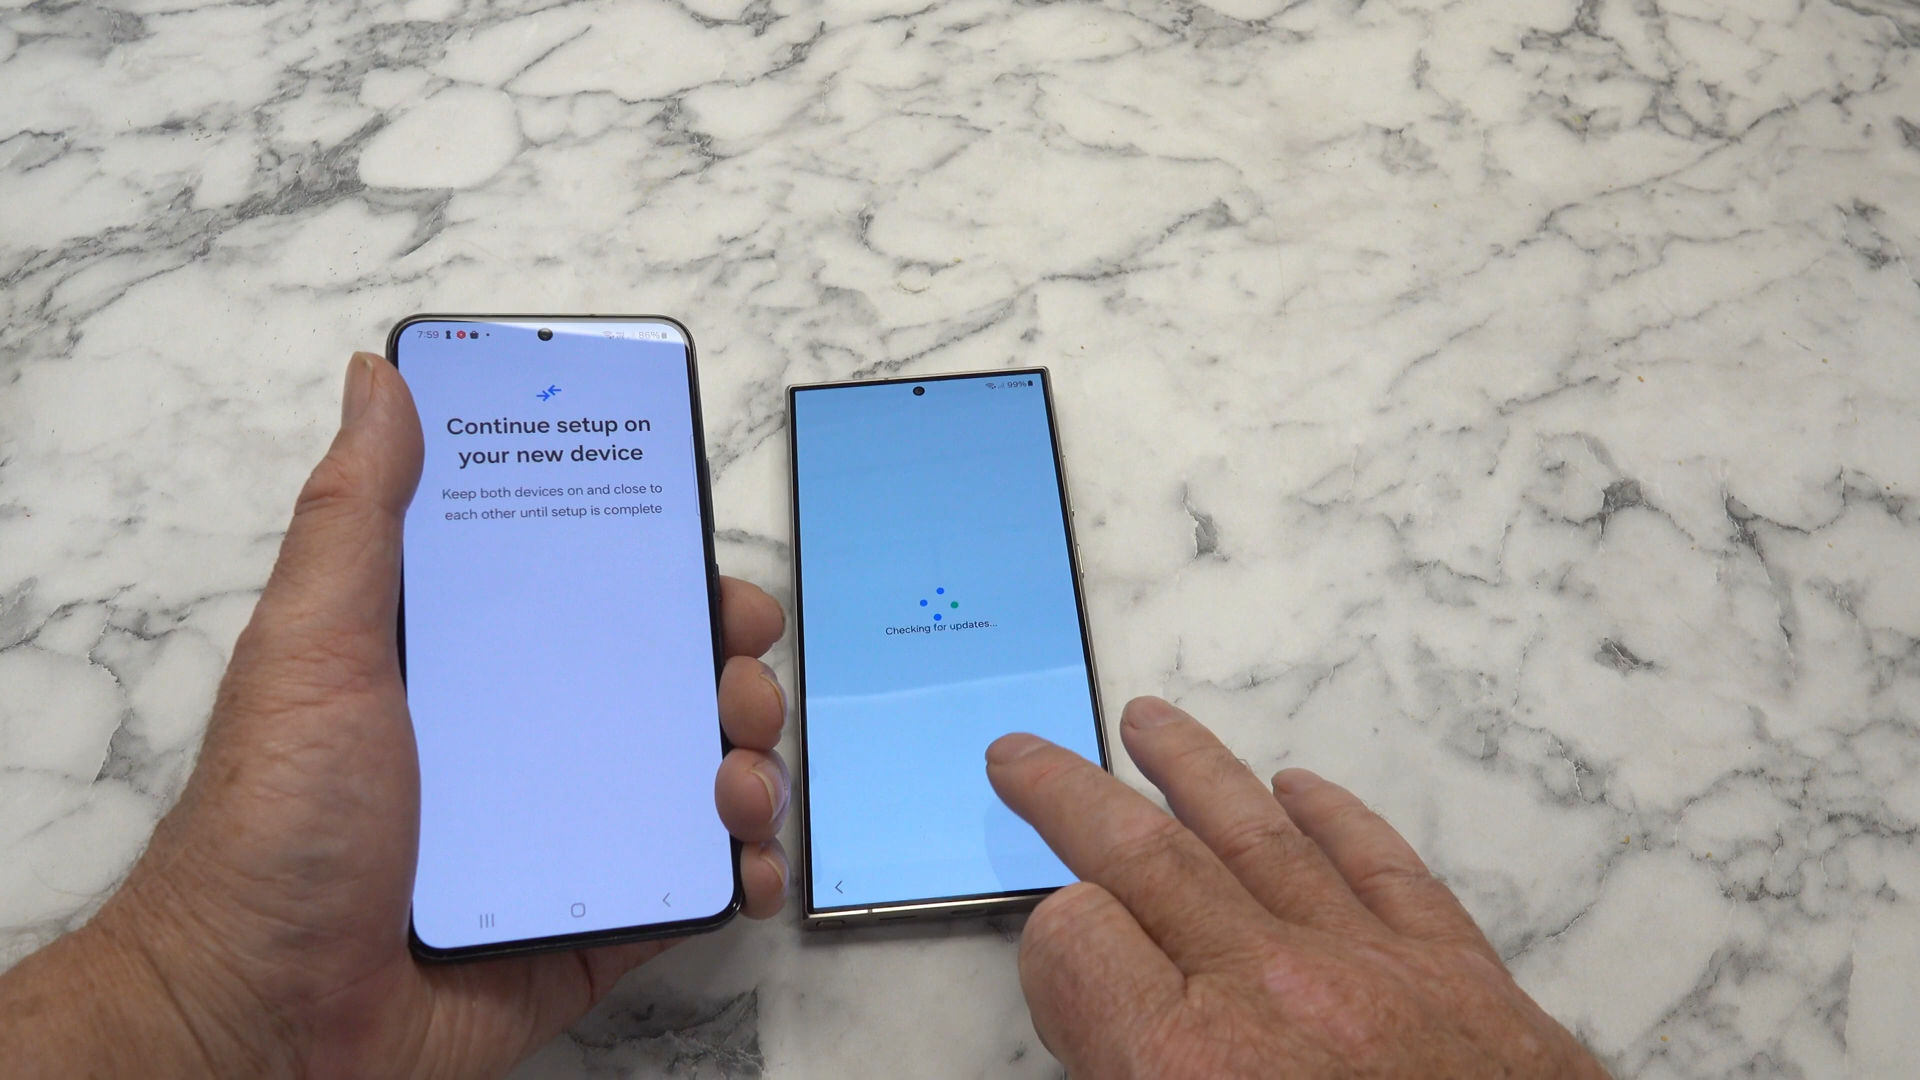 7:59
86%
Continue setup on
your new device
Keep both devices on and close to
each other until setup is complete
99%
Checking for updates...